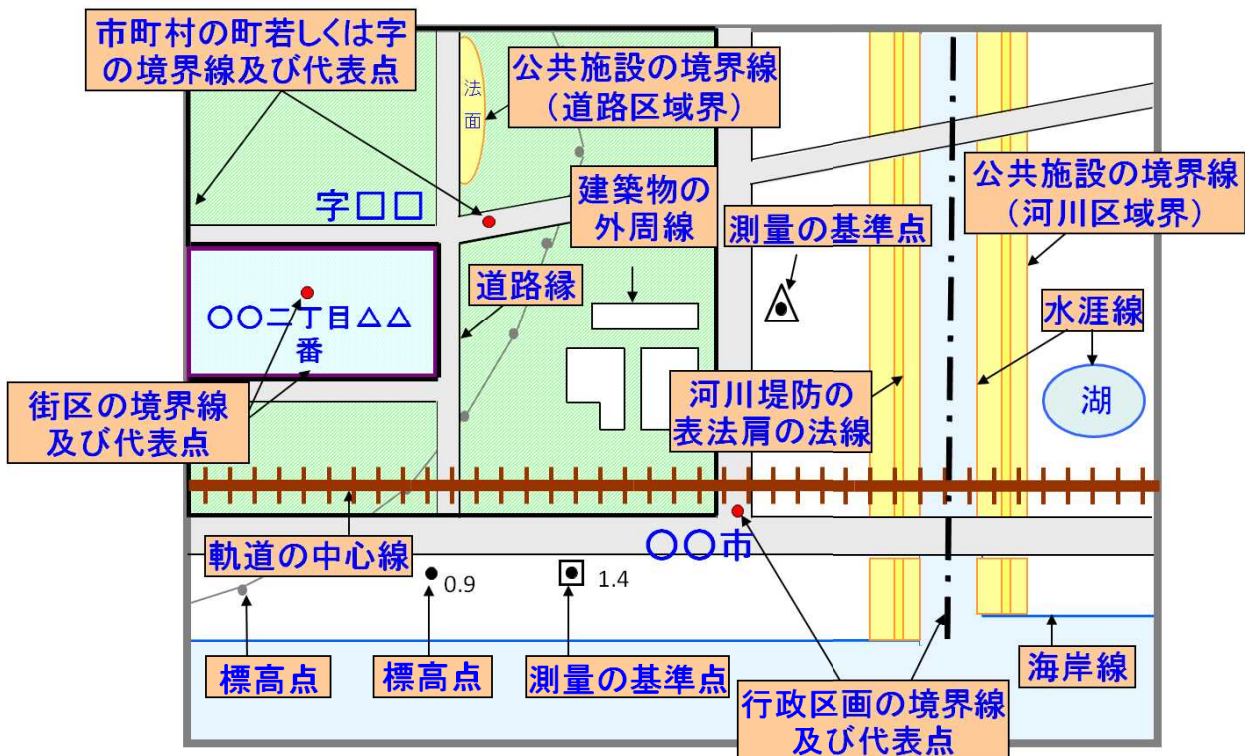 市町村の町若しくは字
の境界線及び代表点
法
面
公共施設の境界線
（道路区域界）
字□□
建築物の
外周線
測量の基準点
公共施設の境界線
（河川区域界）
道路縁
○○二丁目△△
番
水涯線
湖
街区の境界線
及び代表点
河川堤防の
表法肩の法線
軌道の中心線
○○市
0.9
1.4
標高点
標高点
測量の基準点
海岸線
行政区画の境界線
及び代表点